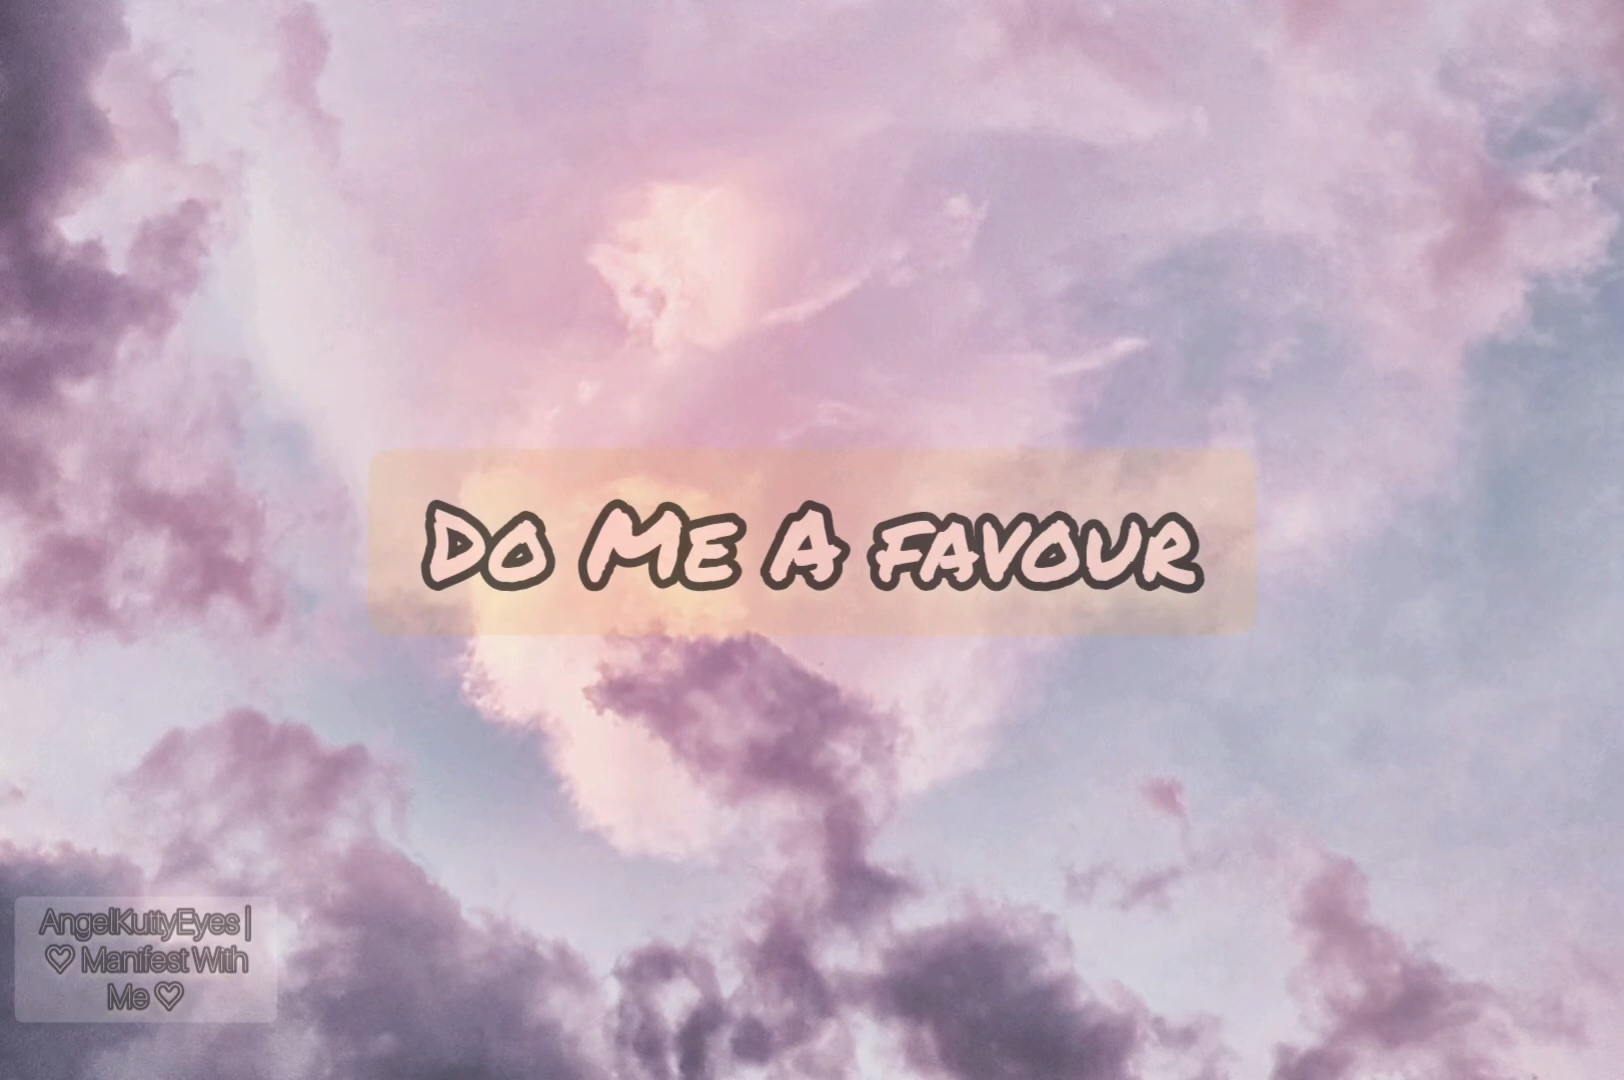 Do Me A favour
AngelKuttyEyes |
♡ Manifest With
Me ♡